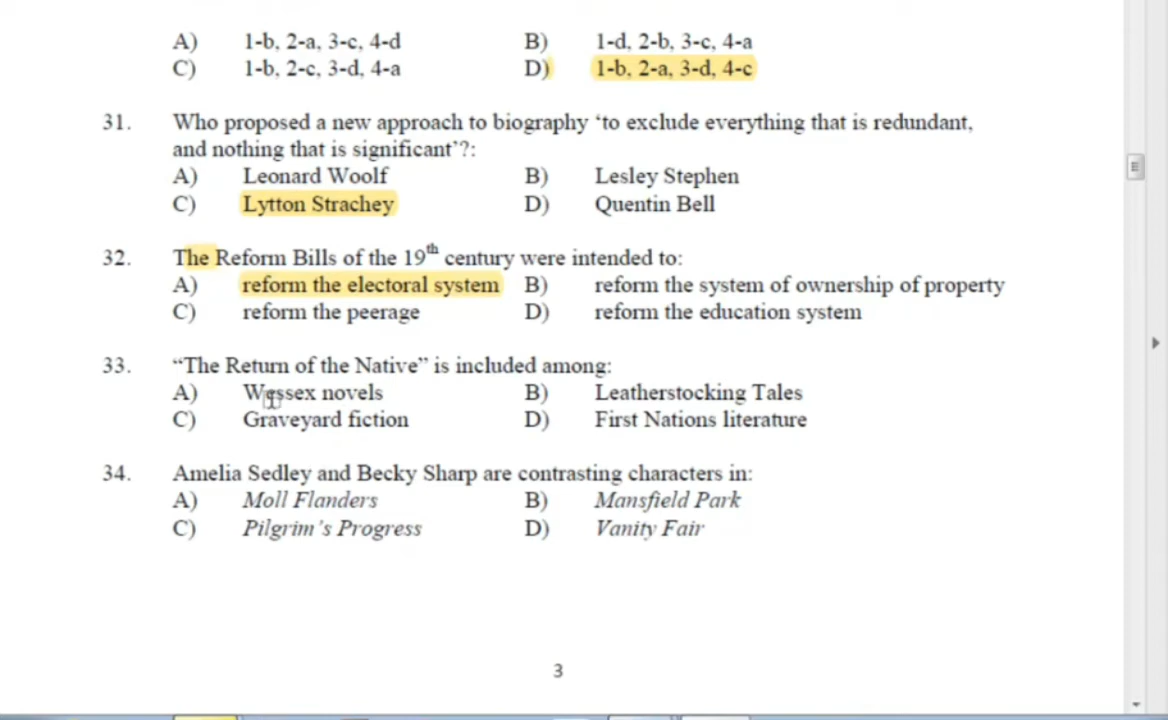 A) 1-b, 2-a, 3-c, 4-d B) 1-d, 2-b, 3-c, 4-a
C) 1-b, 2-c, 3-d, 4-a D) 1-b, 2-a, 3-d, 4-c
31. Who proposed a new approach to biography ‘to exclude everything that is redundant,
and nothing that is significant’?:
A) Leonard Woolf B) Lesley Stephen
C) Lytton Strachey D) Quentin Bell
32. The Reform Bills of the 19th century were intended to:
A) reform the electoral system B) reform the system of ownership of property
C) reform the peerage D) reform the education system
33. “The Return of the Native” is included among:
A) Wessex novels B) Leatherstocking Tales
C) Graveyard fiction D) First Nations literature
34. Amelia Sedley and Becky Sharp are contrasting characters in:
A) Moll Flanders B) Mansfield Park
C) Pilgrim’s Progress D) Vanity Fair
3